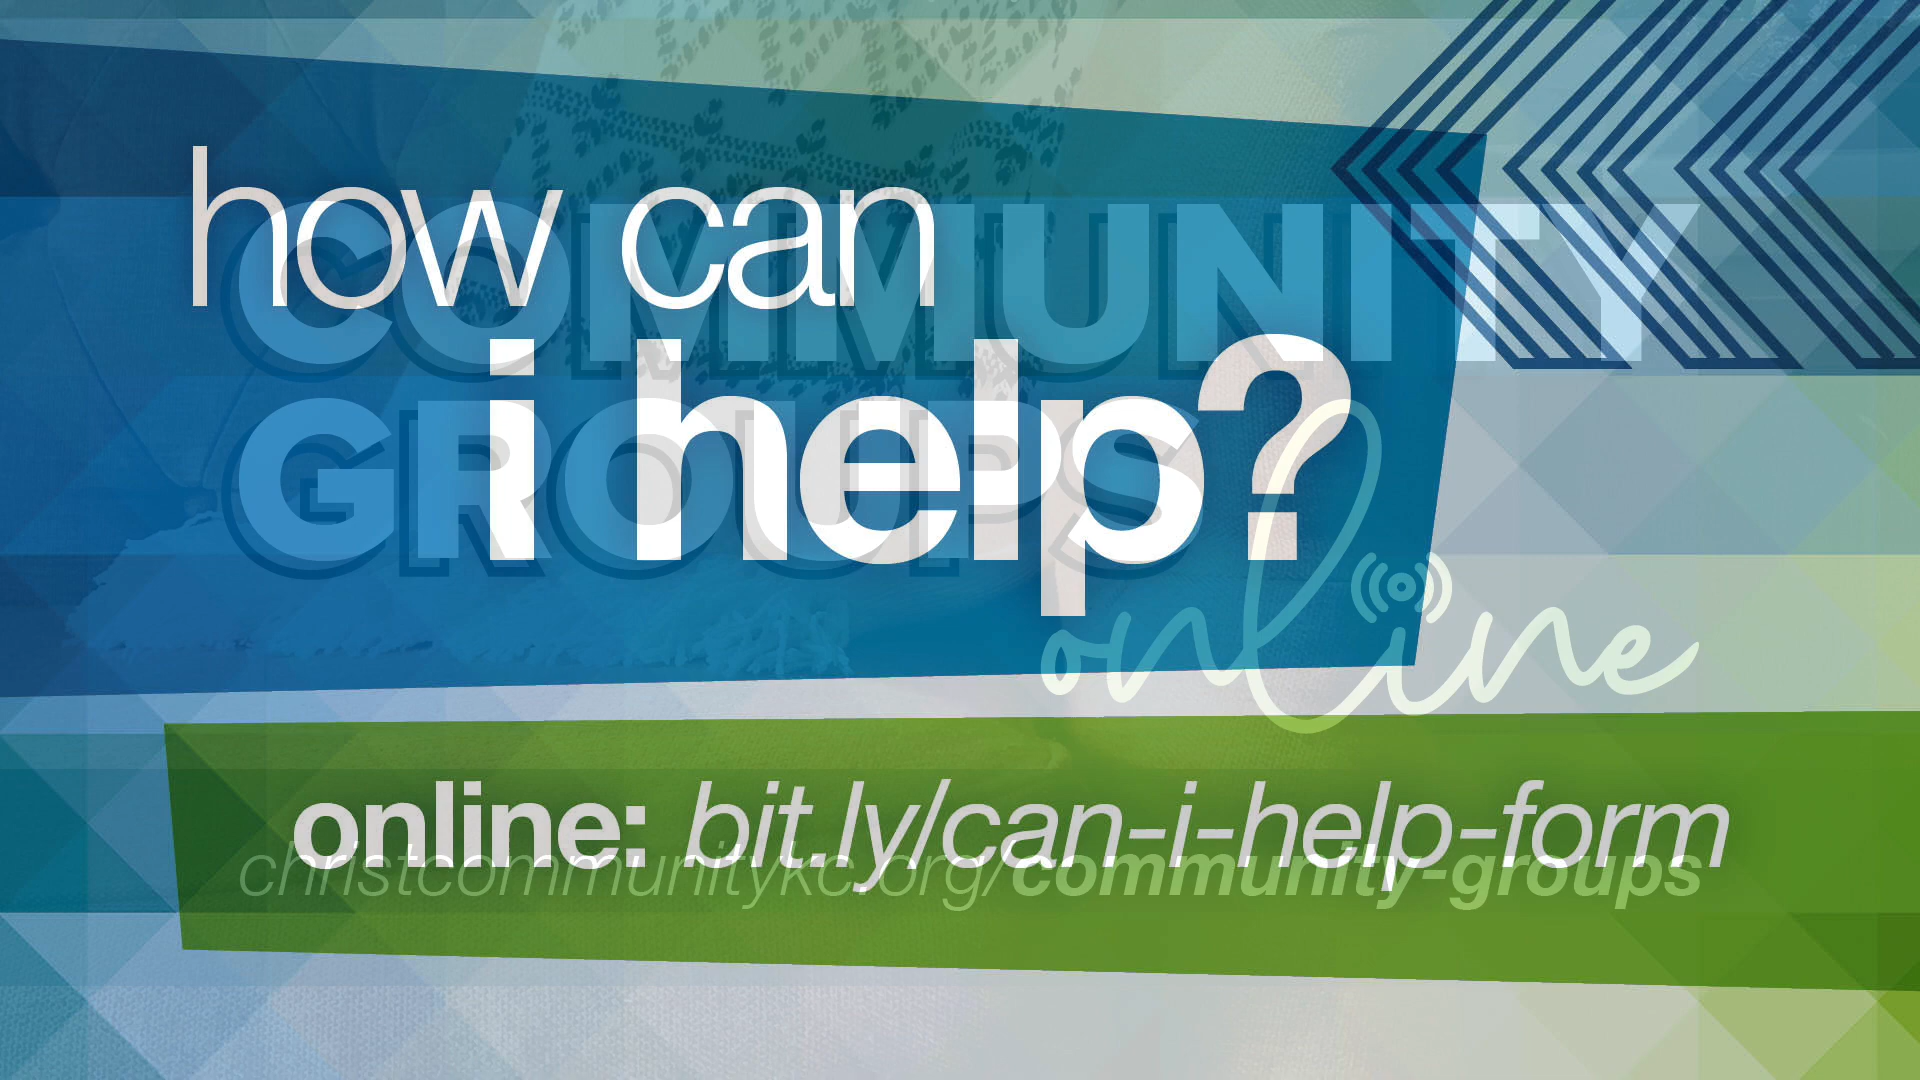 how can
COMMUNITY
i help?
GROUPS
online
online: bit.ly/can-i-help-form
christcommunitykc.org/community-groups